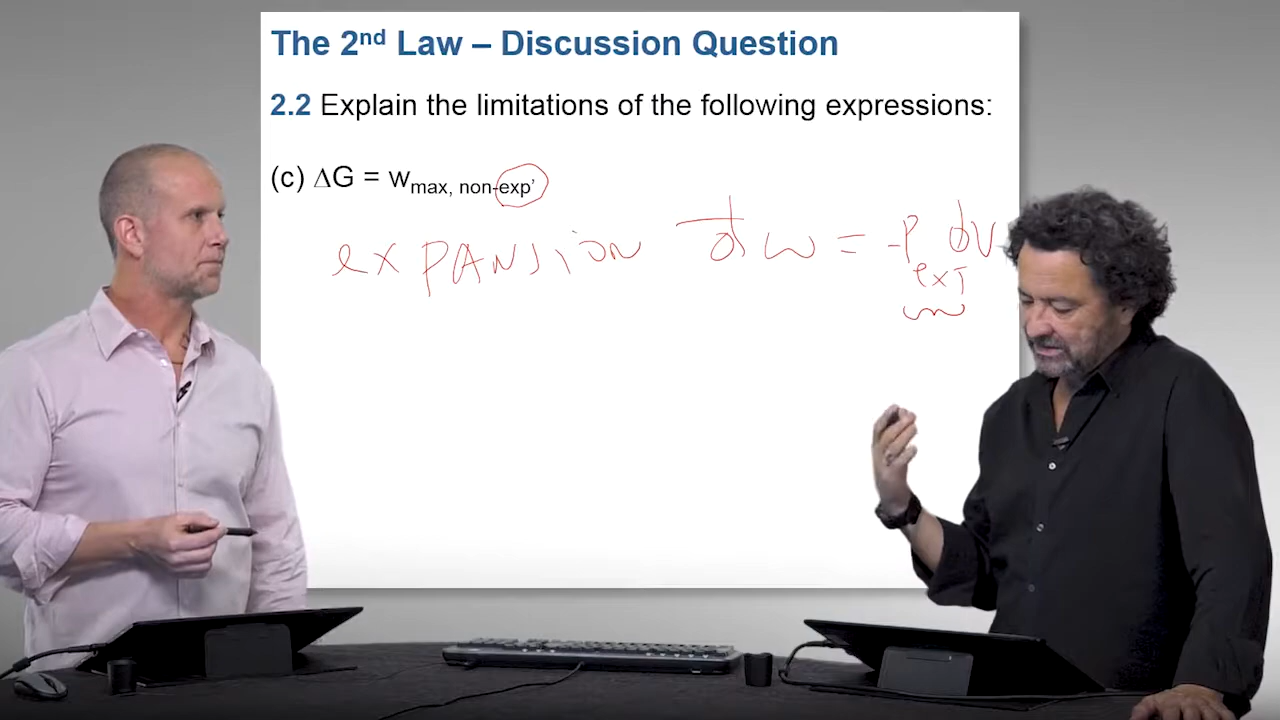 The 2nd Law – Discussion Question
2.2 Explain the limitations of the following expressions:
(c) ΔG = wmax, non-exp,
expansion đw = -Pext dV